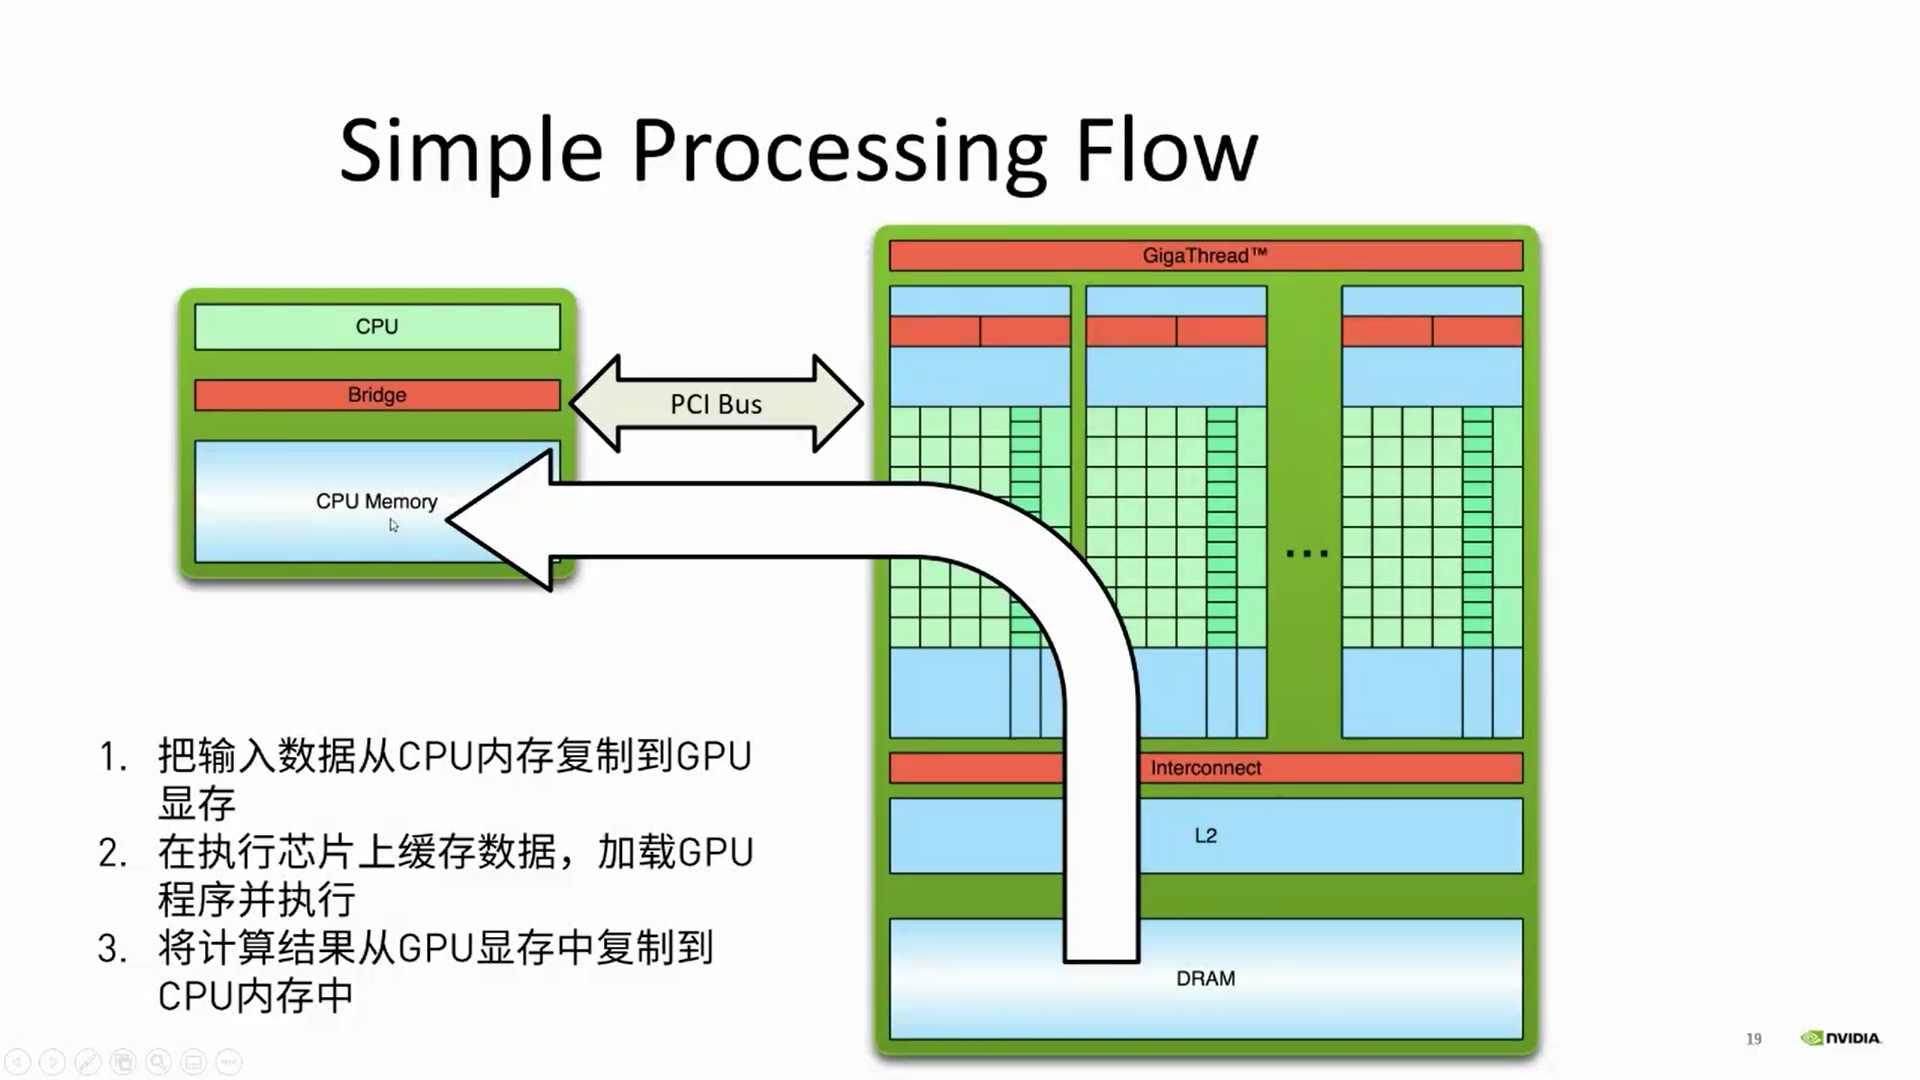 Simple Processing Flow
CPU
Bridge
CPU Memory
PCI Bus
GigaThread™
...
Interconnect
L2
DRAM
1. 把输入数据从CPU内存复制到GPU
显存
2. 在执行芯片上缓存数据，加载GPU
程序并执行
3. 将计算结果从GPU显存中复制到
CPU内存中
19
NVIDIA